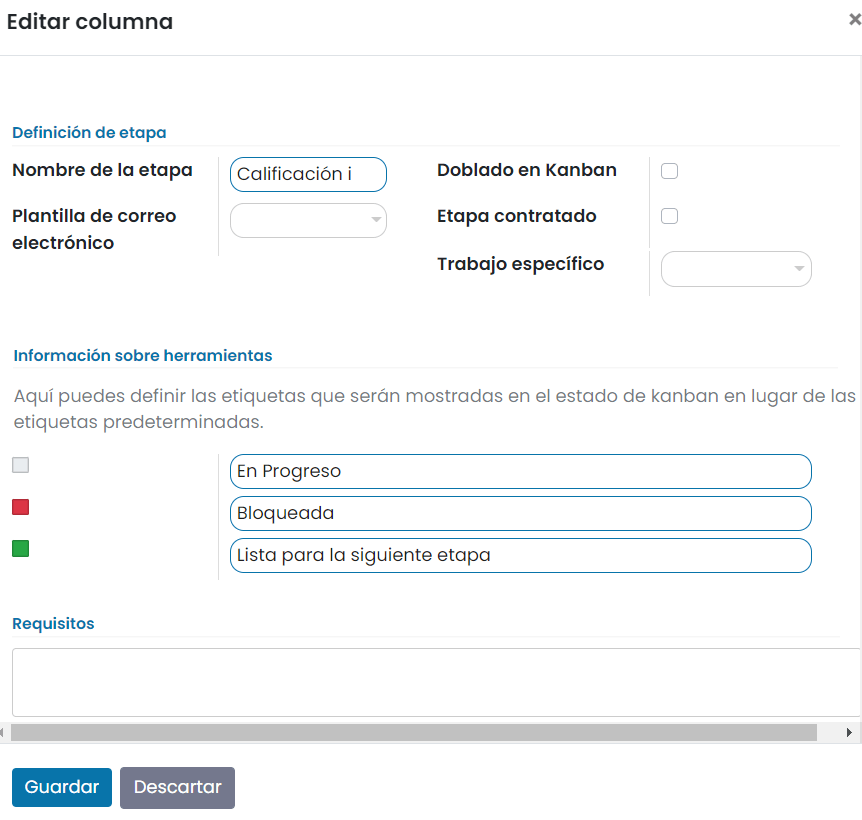 Editar columna
Definición de etapa
Nombre de la etapa
Calificación i
Doblado en Kanban
Plantilla de correo
electrónico
Etapa contratado
Trabajo específico
Información sobre herramientas
Aquí puedes definir las etiquetas que serán mostradas en el estado de kanban en lugar de las
etiquetas predeterminadas.
En Progreso
Bloqueada
Lista para la siguiente etapa
Requisitos
Guardar
Descartar